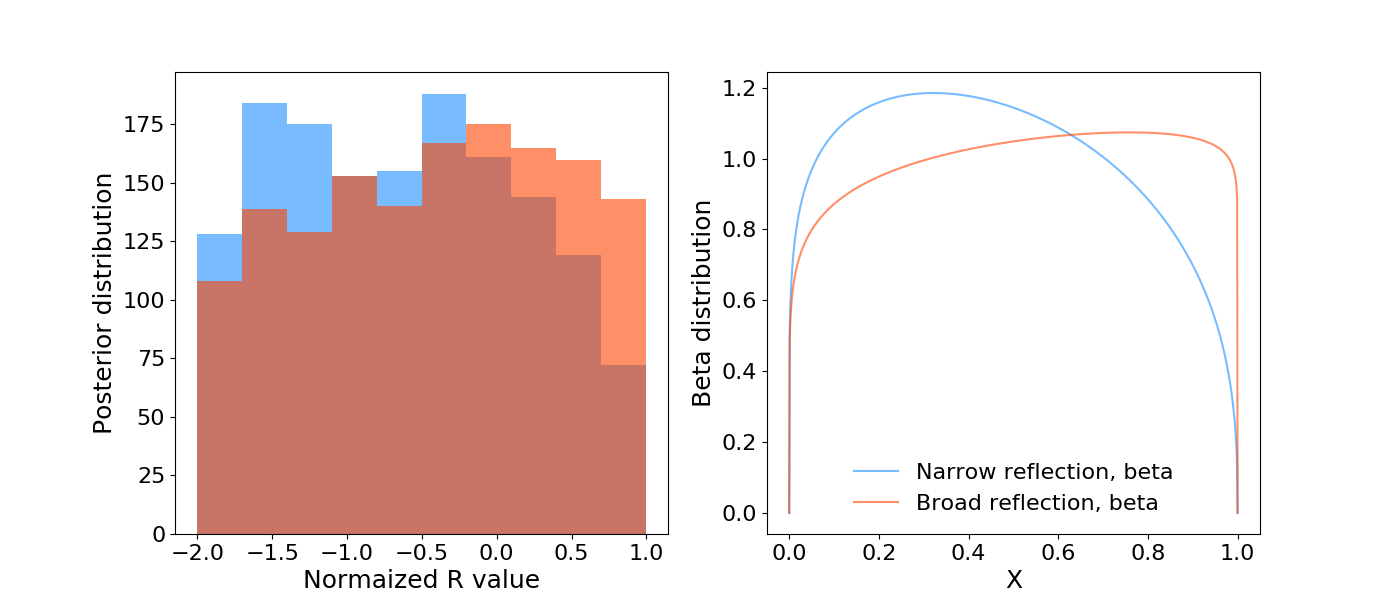 Posterior distribution
175
150
125
100
75
50
25
0
−2.0 −1.5 −1.0 −0.5 0.0 0.5 1.0
Normaized R value
Beta distribution
1.2
1.0
0.8
0.6
0.4
0.2
0.0
Narrow reflection, beta
Broad reflection, beta
0.0 0.2 0.4 0.6 0.8 1.0
X